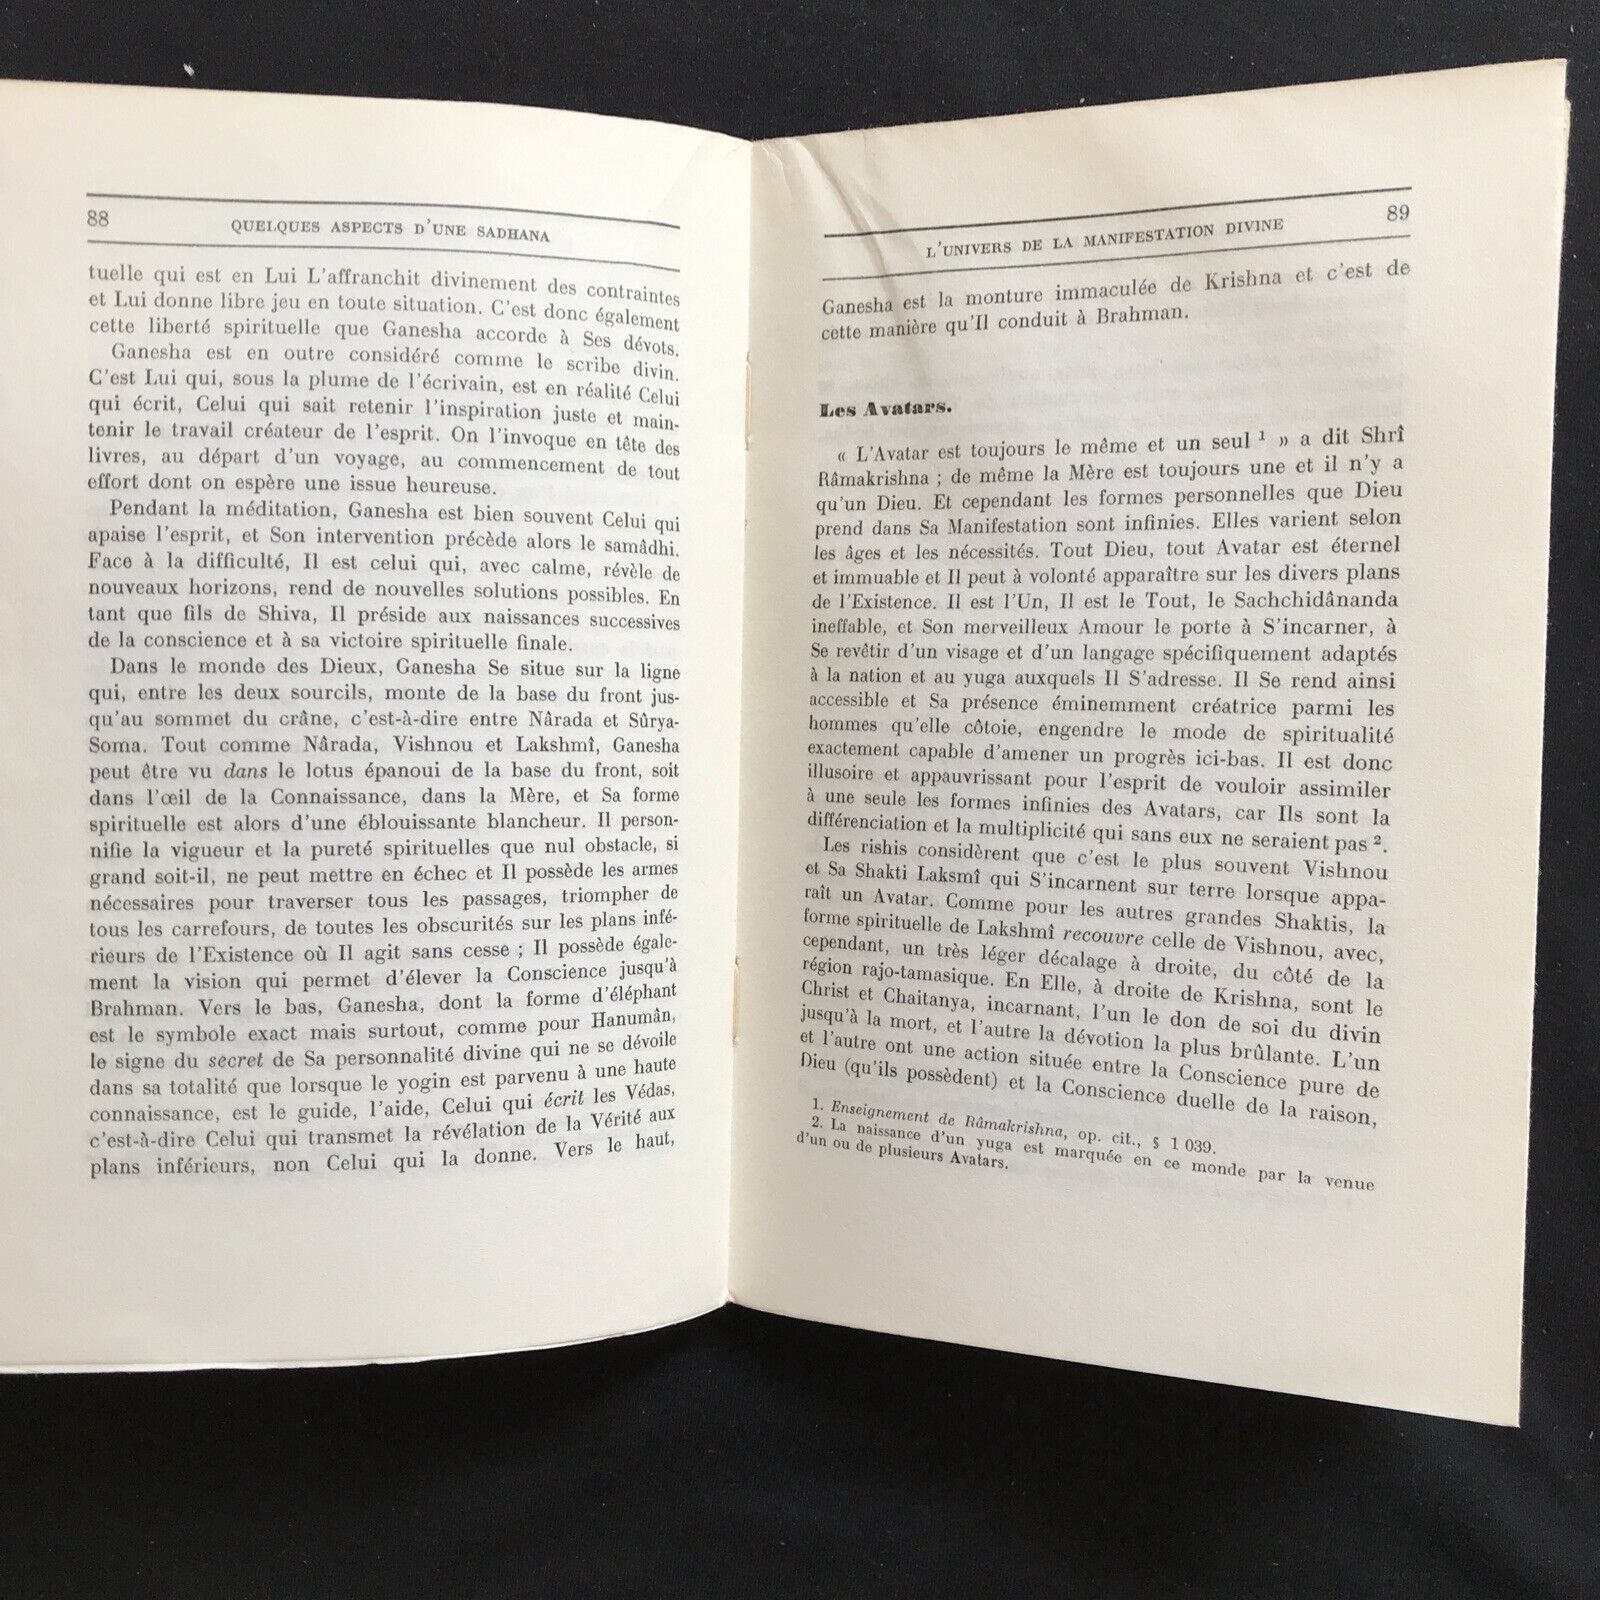 88
QUELQUES ASPECTS D'UNE SADHANA
tuelle qui est en Lui L'affranchit divinement des contraintes
et Lui donne libre jeu en toute situation. C'est donc également
cette liberté spirituelle que Ganesha accorde à Ses dévots.
Ganesha est en outre considéré comme le scribe divin.
C'est Lui qui, sous la plume de l'écrivain, est en réalité Celui
qui écrit, Celui qui sait retenir l'inspiration juste et main-
tenir le travail créateur de l'esprit. On l'invoque en tête des
livres, au départ d'un voyage, au commencement de tout
effort dont on espère une issue heureuse.
Pendant la méditation, Ganesha est bien souvent Celui qui
apaise l'esprit, et Son intervention précède alors le samâdhi.
Face à la difficulté, Il est celui qui, avec calme, révèle de
nouveaux horizons, rend de nouvelles solutions possibles. En
tant que fils de Shiva, Il préside aux naissances successives
de la conscience et à sa victoire spirituelle finale.
Dans le monde des Dieux, Ganesha Se situe sur la ligne
qui, entre les deux sourcils, monte de la base du front jus-
qu'au sommet du crâne, c'est-à-dire entre Nârada et Sûrya-
Soma. Tout comme Nârada, Vishnou et Lakshmî, Ganesha
peut être vu dans le lotus épanoui de la base du front, soit
dans l'œil de la Connaissance, dans la Mère, et Sa forme
spirituelle est alors d'une éblouissante blancheur. Il person-
nifie la vigueur et la pureté spirituelles que nul obstacle, si
grand soit-il, ne peut mettre en échec et Il possède les armes
nécessaires pour traverser tous les passages, triompher de
tous les carrefours, de toutes les obscurités sur les plans infé-
rieurs de l'Existence où Il agit sans cesse ; Il possède égale-
ment la vision qui permet d'élever la Conscience jusqu'à
Brahman. Vers le bas, Ganesha, dont la forme d'éléphant
est le symbole exact mais surtout, comme pour Hanumân,
le signe du secret de Sa personnalité divine qui ne se dévoile
dans sa totalité que lorsque le yogin est parvenu à une haute
connaissance, est le guide, l'aide, Celui qui écrit les Védas,
c'est-à-dire Celui qui transmet la révélation de la Vérité aux
plans inférieurs, non Celui qui la donne. Vers le haut,
L'UNIVERS DE LA MANIFESTATION DIVINE
89
Ganesha est la monture immaculée de Krishna et c'est de
cette manière qu'Il conduit à Brahman.
Les Avatars.
« L'Avatar est toujours le même et un seul ¹ » a dit Shrî
Râmakrishna ; de même la Mère est toujours une et il n'y a
qu'un Dieu. Et cependant les formes personnelles que Dieu
prend dans Sa Manifestation sont infinies. Elles varient selon
les âges et les nécessités. Tout Dieu, tout Avatar est éternel
et immuable et Il peut à volonté apparaître sur les divers plans
de l'Existence. Il est l'Un, Il est le Tout, le Sachchidânanda
ineffable, et Son merveilleux Amour le porte à S'incarner, à
Se revêtir d'un visage et d'un langage spécifiquement adaptés
à la nation et au yuga auxquels Il S'adresse. Il Se rend ainsi
accessible et Sa présence éminemment créatrice parmi les
hommes qu'elle côtoie, engendre le mode de spiritualité
exactement capable d'amener un progrès ici-bas. Il est donc
illusoire et appauvrissant pour l'esprit de vouloir assimiler
à une seule les formes infinies des Avatars, car Ils sont la
différenciation et la multiplicité qui sans eux ne seraient pas ².
Les rishis considèrent que c'est le plus souvent Vishnou
et Sa Shakti Laksmî qui S'incarnent sur terre lorsque appa-
raît un Avatar. Comme pour les autres grandes Shaktis, la
forme spirituelle de Lakshmî recouvre celle de Vishnou, avec,
cependant, un très léger décalage à droite, du côté de la
région rajo-tamasique. En Elle, à droite de Krishna, sont le
Christ et Chaitanya, incarnant, l'un le don de soi du divin
jusqu'à la mort, et l'autre la dévotion la plus brûlante. L'un
et l'autre ont une action située entre la Conscience pure de
Dieu (qu'ils possèdent) et la Conscience duelle de la raison,
1. Enseignement de Râmakrishna, op. cit., § 1 039.
2. La naissance d'un yuga est marquée en ce monde par la venue
d'un ou de plusieurs Avatars.